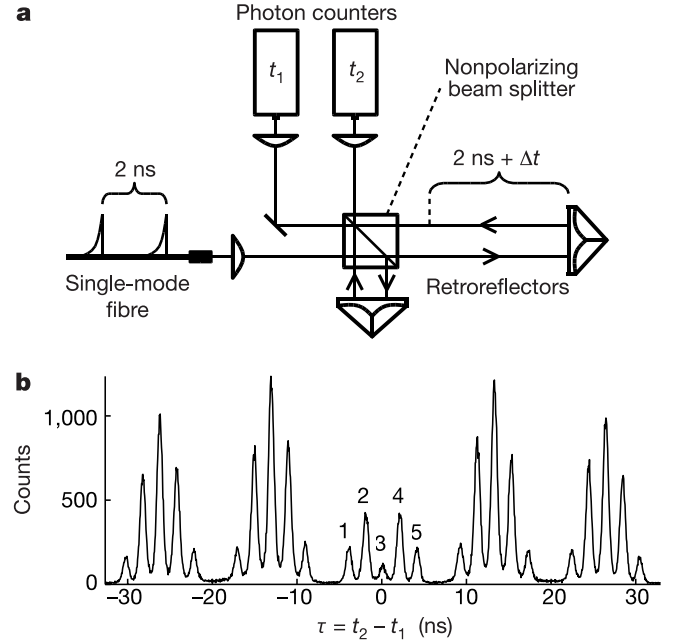 a
Photon counters
t1
t2
Nonpolarizing
beam splitter
2 ns
2 ns + Δt
Single-mode
fibre
Retroreflectors
b
Counts
1,000
500
0
1
2
3
4
5
−30
−20
−10
0
10
20
30
τ = t2 – t1 (ns)